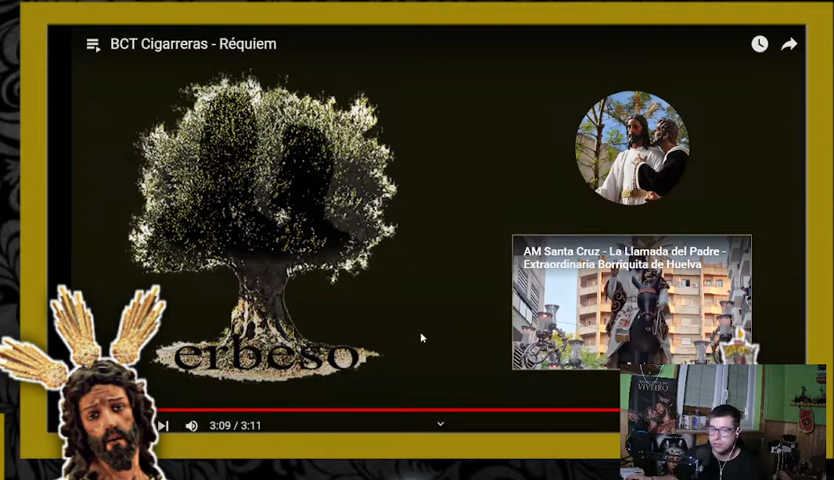 BCT Cigarreras - Réquiem
AM Santa Cruz - La Llamada del Padre -
Extraordinaria Borriquita de Huelva
erbeso
3:09 / 3:11
VIVEIRO